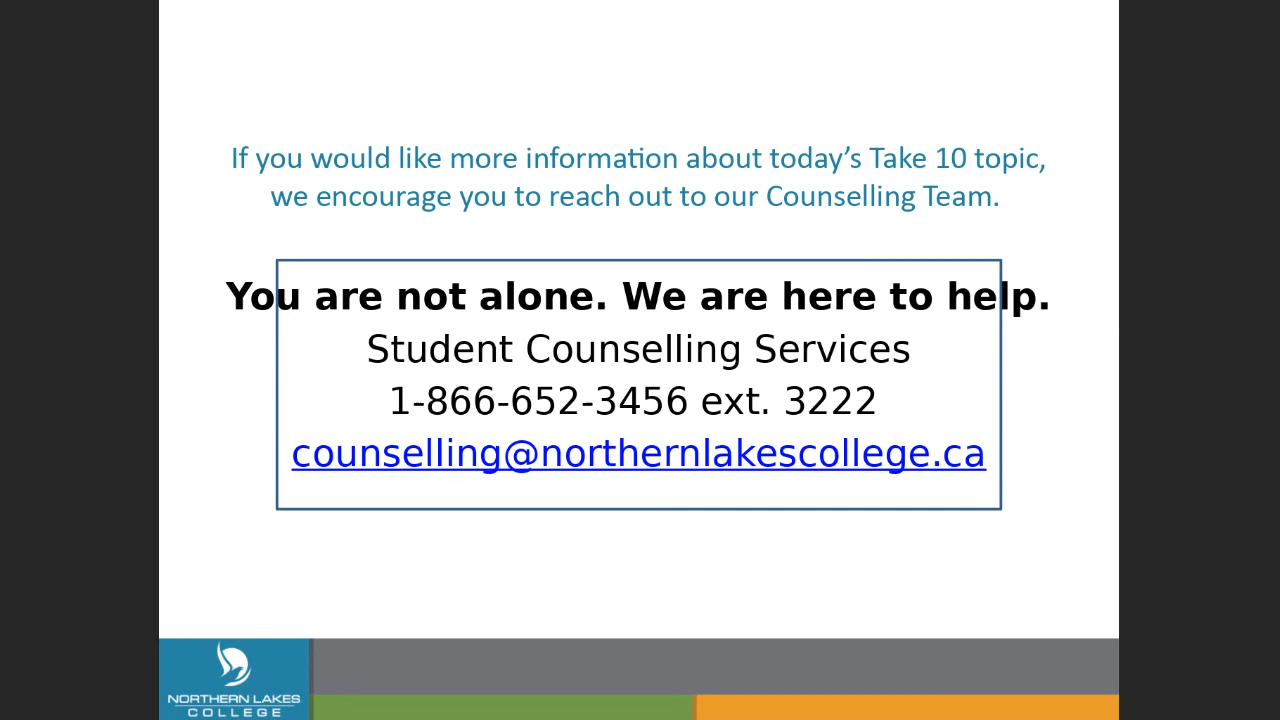 If you would like more information about today’s Take 10 topic,
we encourage you to reach out to our Counselling Team.
You are not alone. We are here to help.
Student Counselling Services
1-866-652-3456 ext. 3222
counselling@northernlakescollege.ca
NORTHERN LAKES
COLLEGE